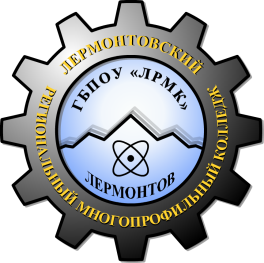 ЛЕРМОНТОВСКИЙ
РЕГИОНАЛЬНЫЙ МНОГОПРОФИЛЬНЫЙ КОЛЛЕДЖ
ГБПОУ «ЛРМК»
ЛЕРМОНТОВ